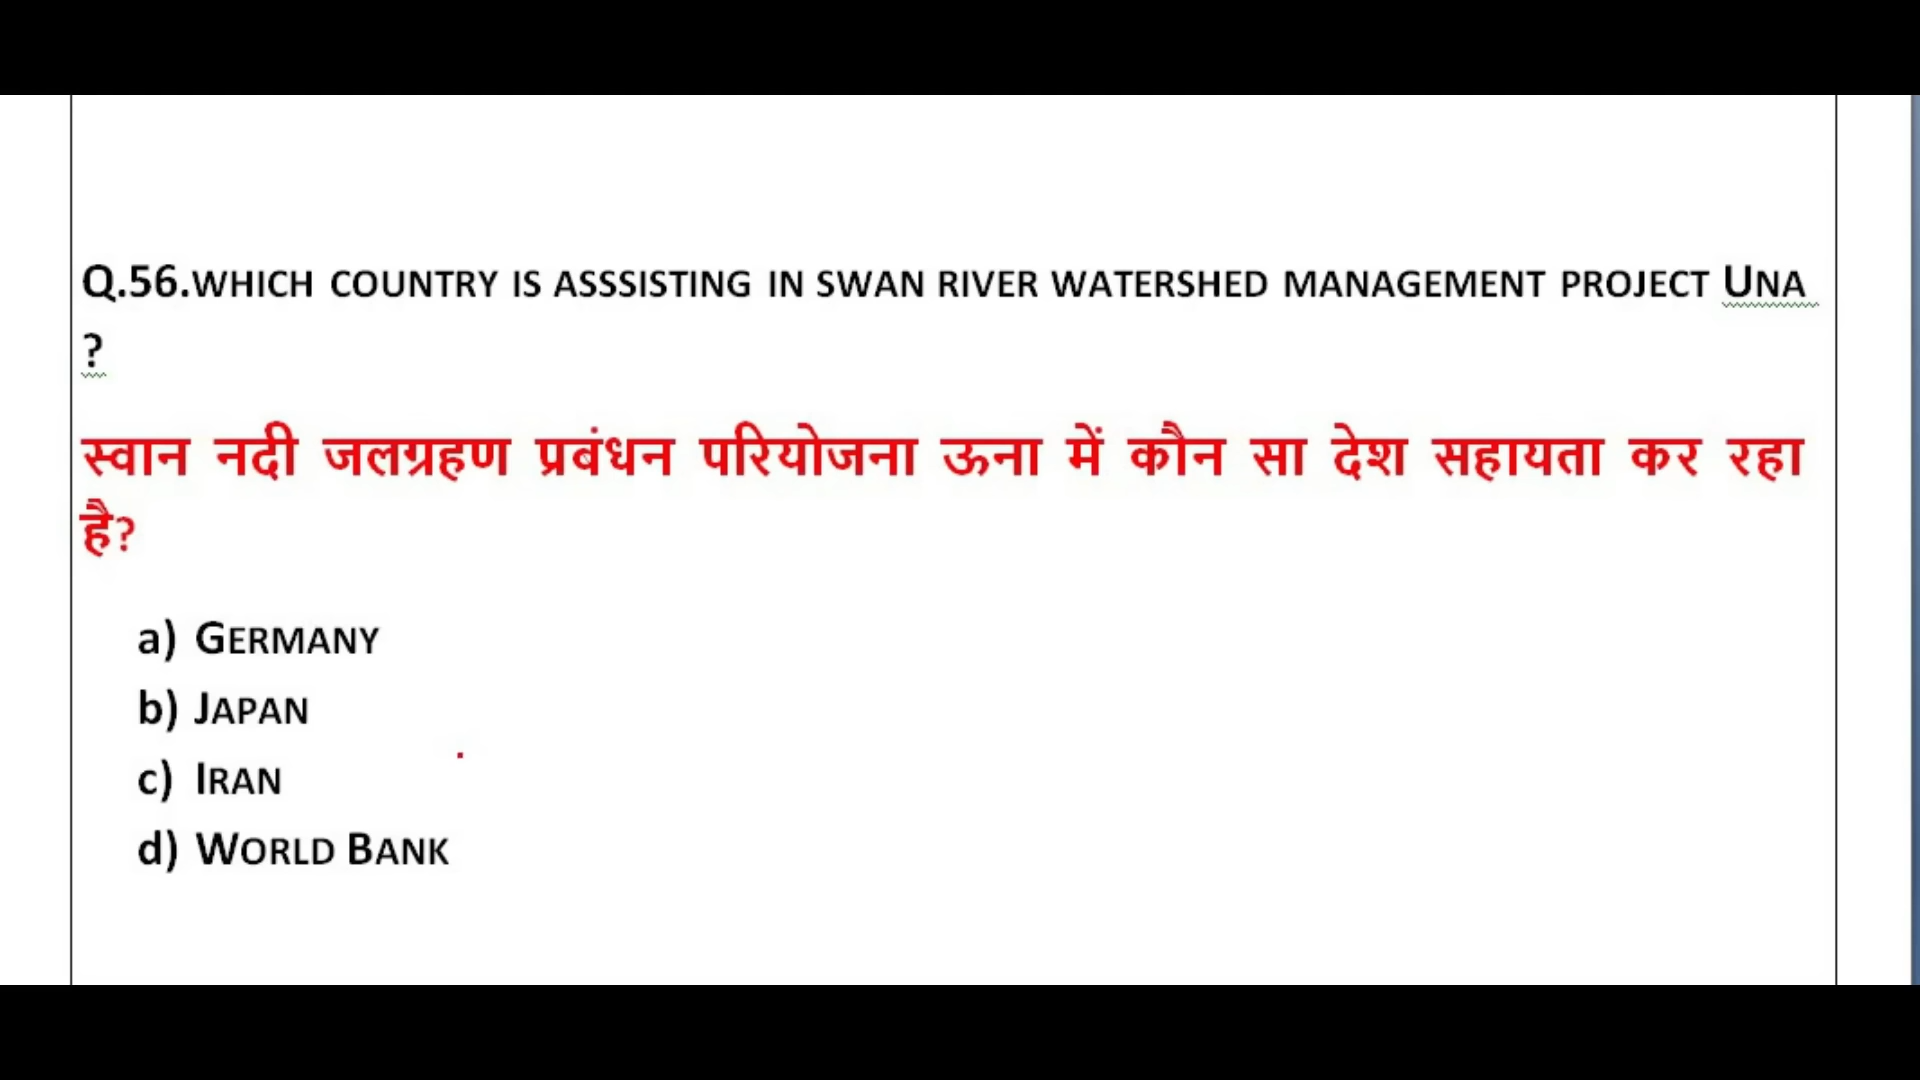 Q.56.WHICH COUNTRY IS ASSSISTING IN SWAN RIVER WATERSHED MANAGEMENT PROJECT UNA
?
स्वान नदी जलग्रहण प्रबंधन परियोजना ऊना में कौन सा देश सहायता कर रहा
है?
a) GERMANY
b) JAPAN
c) IRAN
d) WORLD BANK